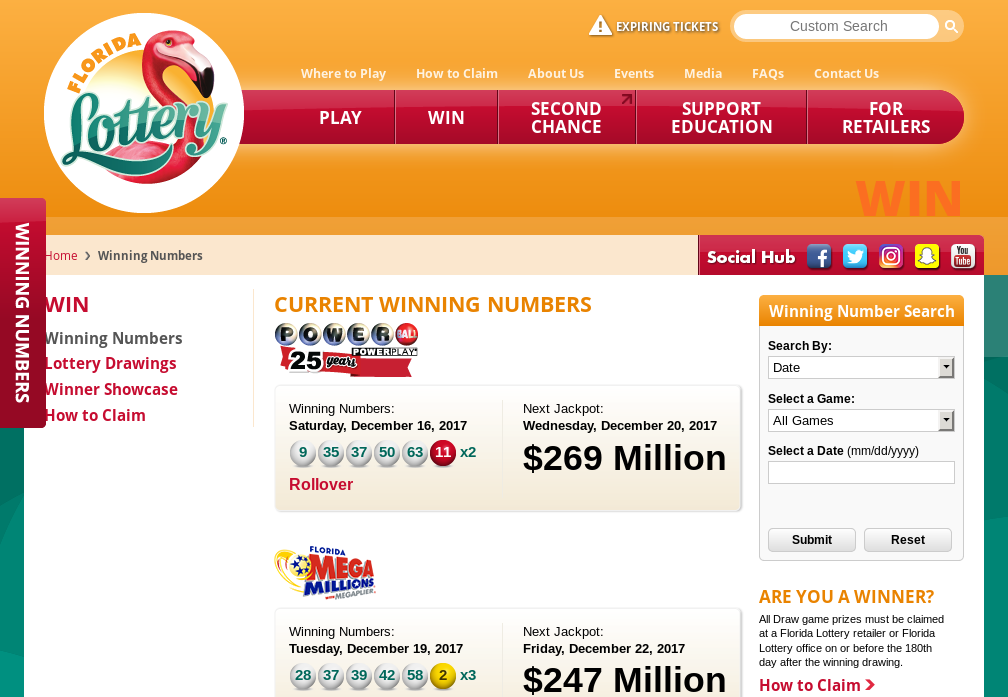 EXPIRING TICKETS
Custom Search
FLORIDA
Lottery®
Where to Play
How to Claim
About Us
Events
Media
FAQs
Contact Us
PLAY
WIN
SECOND
CHANCE
SUPPORT
EDUCATION
FOR
RETAILERS
WIN
WINNING NUMBERS
Home
Winning Numbers
Social Hub
You
Tube
WIN
Winning Numbers
Lottery Drawings
Winner Showcase
How to Claim
CURRENT WINNING NUMBERS
POWERBALL
POWERPLAY
25 years
Winning Numbers:
Saturday, December 16, 2017
9 35 37 50 63 11 x2
Rollover
Next Jackpot:
Wednesday, December 20, 2017
$269 Million
FLORIDA
MEGA
MILLIONS
WITH MEGAPLIER
Winning Numbers:
Tuesday, December 19, 2017
28 37 39 42 58 2 x3
Next Jackpot:
Friday, December 22, 2017
$247 Million
Winning Number Search
Search By:
Date
Select a Game:
All Games
Select a Date (mm/dd/yyyy)
Submit
Reset
ARE YOU A WINNER?
All Draw game prizes must be claimed
at a Florida Lottery retailer or Florida
Lottery office on or before the 180th
day after the winning drawing.
How to Claim